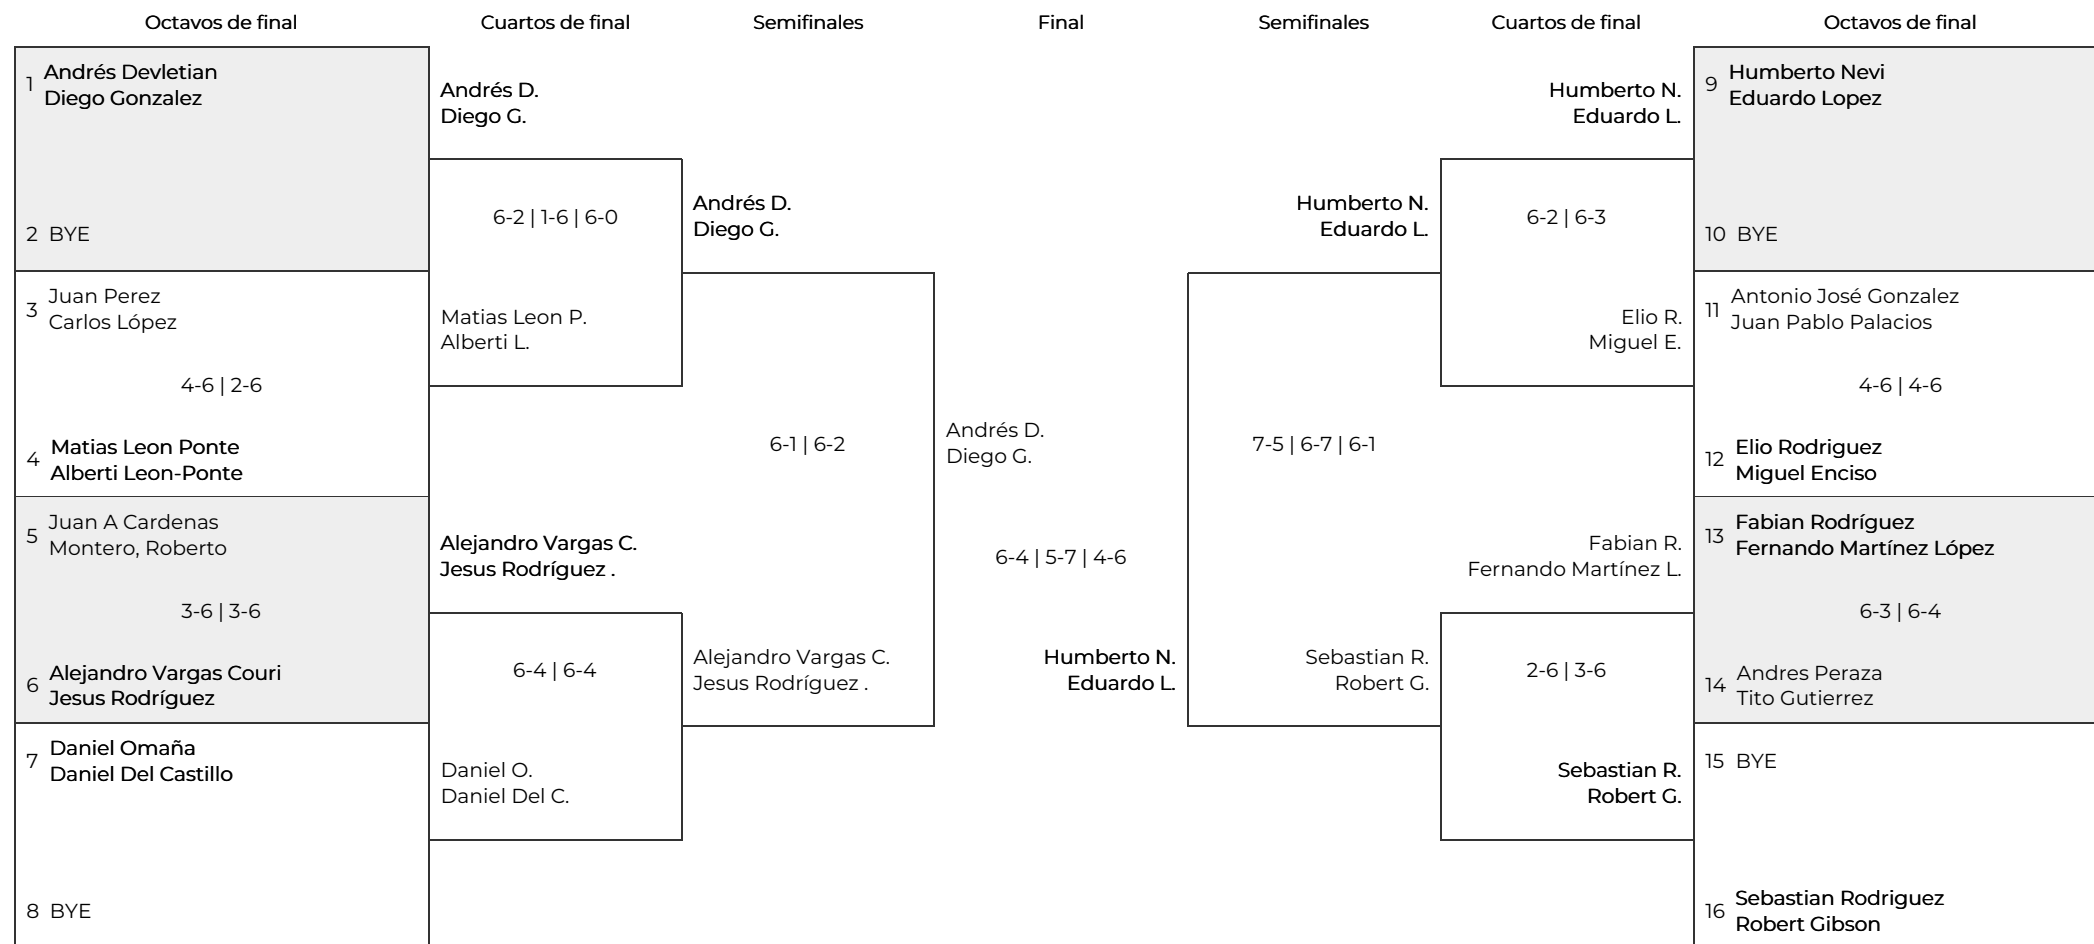 Octavos de final
Cuartos de final
Semifinales
Final
Semifinales
Cuartos de final
Octavos de final
1 Andrés Devletian
Diego Gonzalez
2 BYE
3 Juan Perez
Carlos López
4-6 | 2-6
4 Matias Leon Ponte
Alberti Leon-Ponte
5 Juan A Cardenas
Montero, Roberto
3-6 | 3-6
6 Alejandro Vargas Couri
Jesus Rodríguez
7 Daniel Omaña
Daniel Del Castillo
8 BYE
Andrés D.
Diego G.
6-2 | 1-6 | 6-0
Matias Leon P.
Alberti L.
Alejandro Vargas C.
Jesus Rodríguez .
6-4 | 6-4
Daniel O.
Daniel Del C.
Andrés D.
Diego G.
6-1 | 6-2
Alejandro Vargas C.
Jesus Rodríguez .
Andrés D.
Diego G.
6-4 | 5-7 | 4-6
Humberto N.
Eduardo L.
Humberto N.
Eduardo L.
7-5 | 6-7 | 6-1
Sebastian R.
Robert G.
Humberto N.
Eduardo L.
6-2 | 6-3
Elio R.
Miguel E.
Fabian R.
Fernando Martínez L.
2-6 | 3-6
Sebastian R.
Robert G.
9 Humberto Nevi
Eduardo Lopez
10 BYE
11 Antonio José Gonzalez
Juan Pablo Palacios
4-6 | 4-6
12 Elio Rodriguez
Miguel Enciso
13 Fabian Rodríguez
Fernando Martínez López
6-3 | 6-4
14 Andres Peraza
Tito Gutierrez
15 BYE
16 Sebastian Rodriguez
Robert Gibson